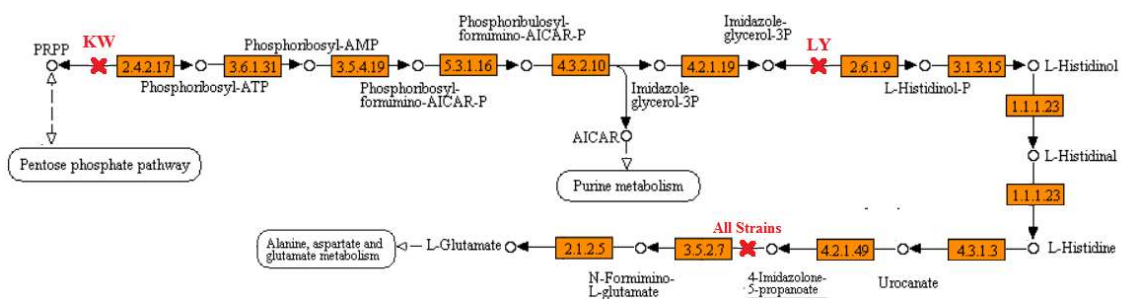 Phosphoribulosyl-
formimino-AICAR-P
Imidazole-
glycerol-3P
PRPP
KW
Phosphoribosyl-AMP
LY
2.4.2.17
3.6.1.31
3.5.4.19
5.3.1.16
4.3.2.10
4.2.1.19
2.6.1.9
3.1.3.15
L-Histidinol
Phosphoribosyl-ATP
Phosphoribosyl-
formimino-AICAR-P
Imidazole-
glycerol-3P
L-Histidinol-P
1.1.1.23
AICAR
Pentose phosphate pathway
L-Histidinal
Purine metabolism
1.1.1.23
All Strains
Alanine, aspartate and
glutamate metabolism
L-Glutamate
2.1.2.5
3.5.2.7
4.2.1.49
4.3.1.3
L-Histidine
N-Formimino-
L-glutamate
4-Imidazolone-
5-propanoate
Urocanate